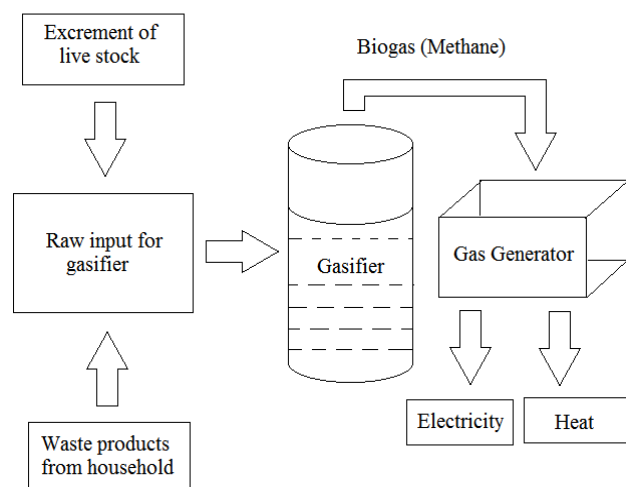 Excrement of
live stock
Biogas (Methane)
Raw input for
gasifier
Gasifier
Gas Generator
Electricity
Heat
Waste products
from household